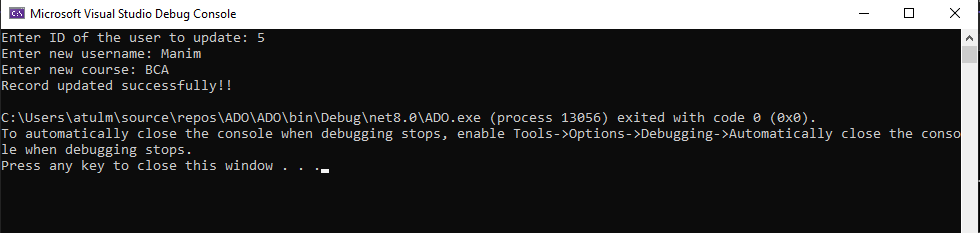 Microsoft Visual Studio Debug Console
Enter ID of the user to update: 5
Enter new username: Manim
Enter new course: BCA
Record updated successfully!!
C:\Users\atulm\source\repos\ADO\ADO\bin\Debug\net8.0\ADO.exe (process 13056) exited with code 0 (0x0).
To automatically close the console when debugging stops, enable Tools->Options->Debugging->Automatically close the conso
le when debugging stops.
Press any key to close this window . . .